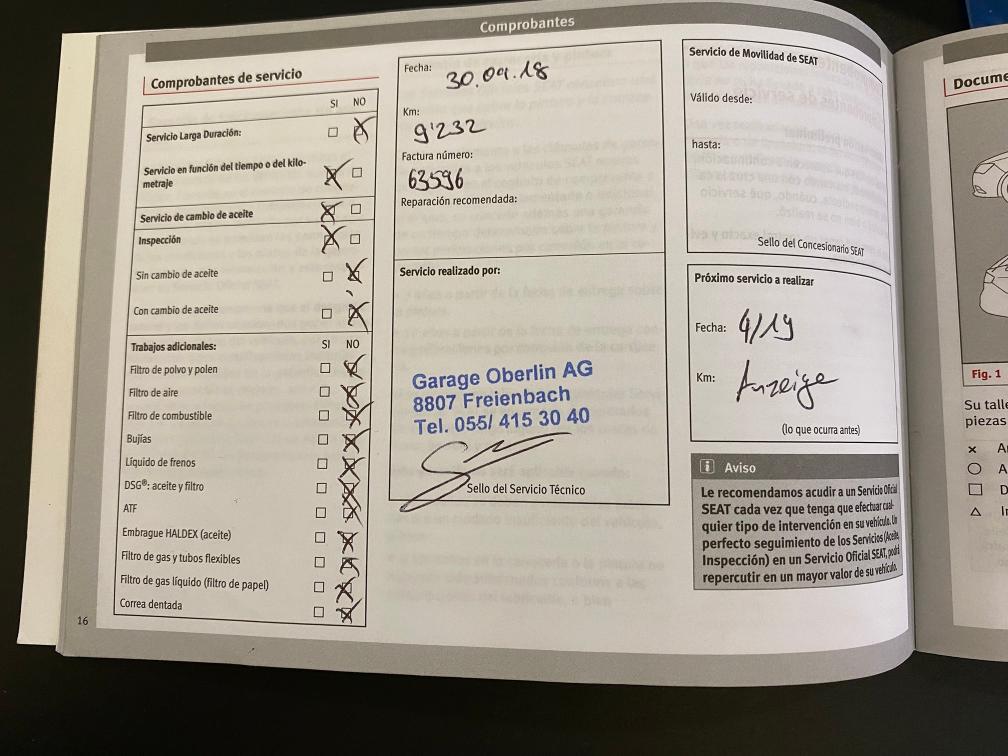 Comprobantes
Comprobantes de servicio
SI NO
Servicio Larga Duración:
Servicio en función del tiempo o del kilo-
metraje
Servicio de cambio de aceite
Inspección
Sin cambio de aceite
Con cambio de aceite
Trabajos adicionales: SI NO
Filtro de polvo y polen
Filtro de aire
Filtro de combustible
Bujías
Líquido de frenos
DSG®: aceite y filtro
ATF
Embrague HALDEX (aceite)
Filtro de gas y tubos flexibles
Filtro de gas líquido (filtro de papel)
Correa dentada
16
Fecha: 30.04.18
Km:
9'232
Factura número:
63596
Reparación recomendada:
Servicio realizado por:
Garage Oberlin AG
8807 Freienbach
Tel. 055/ 415 30 40
Sello del Servicio Técnico
Servicio de Movilidad de SEAT
Válido desde:
hasta:
Sello del Concesionario SEAT
Próximo servicio a realizar
Fecha: 4/19
Km: Anzeige
(lo que ocurra antes)
i Aviso
Le recomendamos acudir a un Servicio Oficial
SEAT cada vez que tenga que efectuar cual-
quier tipo de intervención en su vehículo. Un
perfecto seguimiento de los Servicios (Aceite,
Inspección) en un Servicio Oficial SEAT, podrá
repercutir en un mayor valor de su vehículo.
Docume
Fig. 1
Su talle
piezas